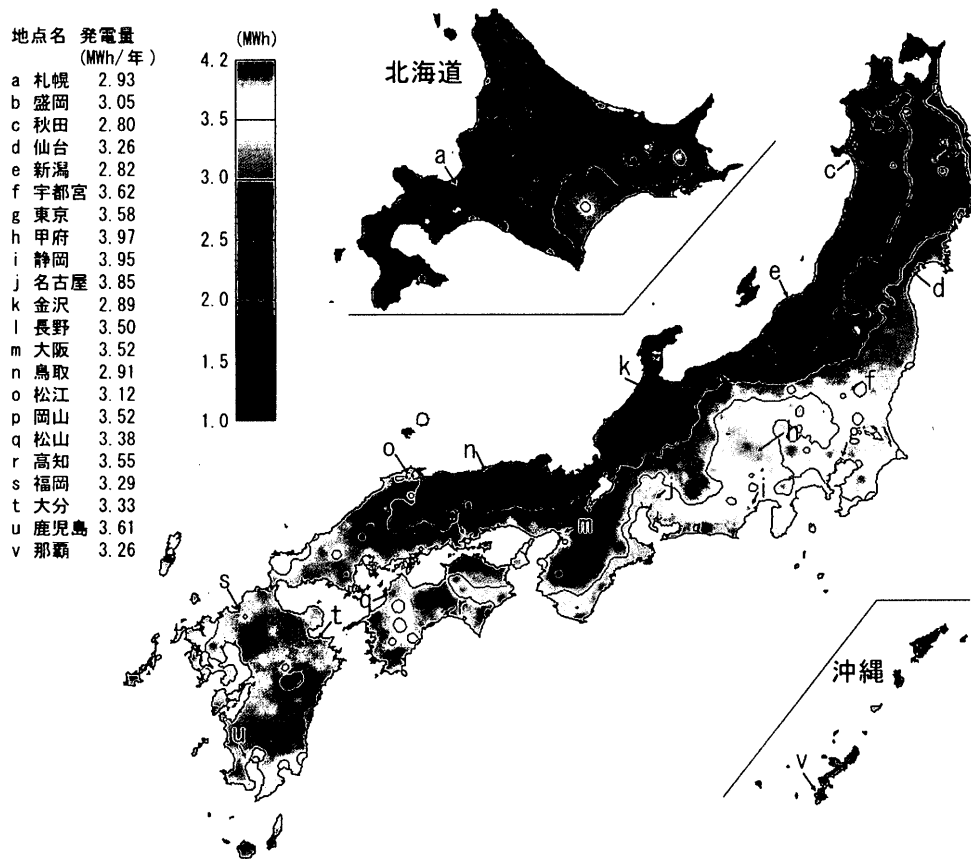 地点名 発電量
(MWh/年)
a 札幌 2.93
b 盛岡 3.05
c 秋田 2.80
d 仙台 3.26
e 新潟 2.82
f 宇都宮 3.62
g 東京 3.58
h 甲府 3.97
i 静岡 3.95
j 名古屋 3.85
k 金沢 2.89
l 長野 3.50
m 大阪 3.52
n 鳥取 2.91
o 松江 3.12
p 岡山 3.52
q 松山 3.38
r 高知 3.55
s 福岡 3.29
t 大分 3.33
u 鹿児島 3.61
v 那覇 3.26
(MWh)
4.2
3.5
3.0
2.5
2.0
1.5
1.0
北海道
a
c
e
d
k
f
h
g
o
n
j
i
m
s
q
r
t
沖縄
u
v